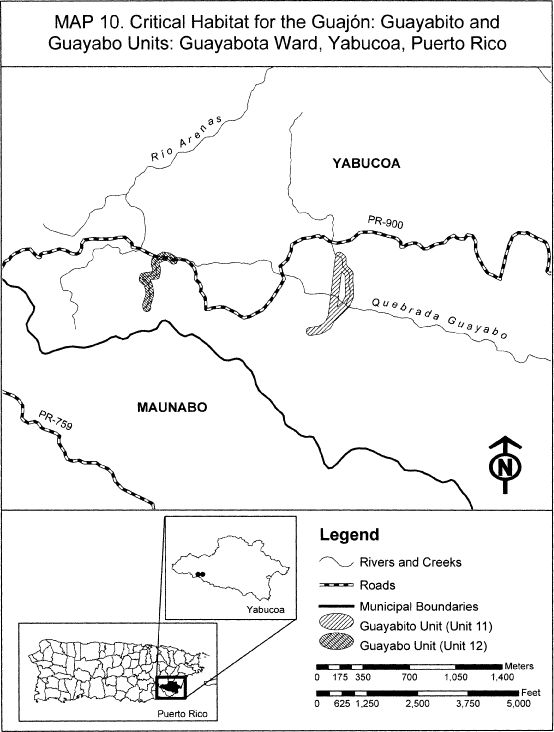 MAP 10. Critical Habitat for the Guajón: Guayabito and
Guayabo Units: Guayabota Ward, Yabucoa, Puerto Rico
Río Arenas
YABUCOA
PR-900
Quebrada Guayabo
MAUNABO
PR-759
N
Yabucoa
Puerto Rico
Legend
Rivers and Creeks
Roads
Municipal Boundaries
Guayabito Unit (Unit 11)
Guayabo Unit (Unit 12)
Meters
0 175 350 700 1,050 1,400
Feet
0 625 1,250 2,500 3,750 5,000